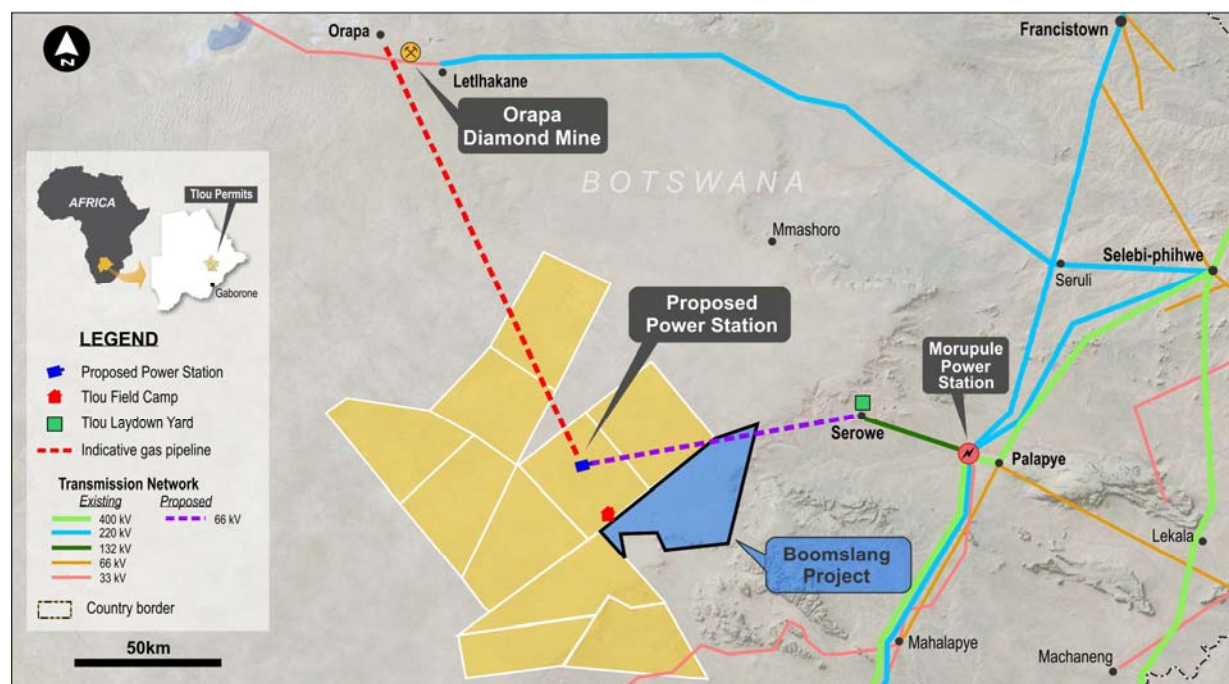 Orapa
Letlhakane
Orapa
Diamond Mine
Francistown
BOTSWANA
Mmashoro
Selebi-phihwe
Seruli
Proposed
Power Station
Morupule
Power
Station
Serowe
Palapye
Lekala
Boomslang
Project
Mahalapye
Machaneng
N
AFRICA
Tlou Permits
Gaborone
LEGEND
Proposed Power Station
Tlou Field Camp
Tlou Laydown Yard
Indicative gas pipeline
Transmission Network
Existing Proposed
400 kV 66 kV
220 kV
132 kV
66 kV
33 kV
Country border
50km